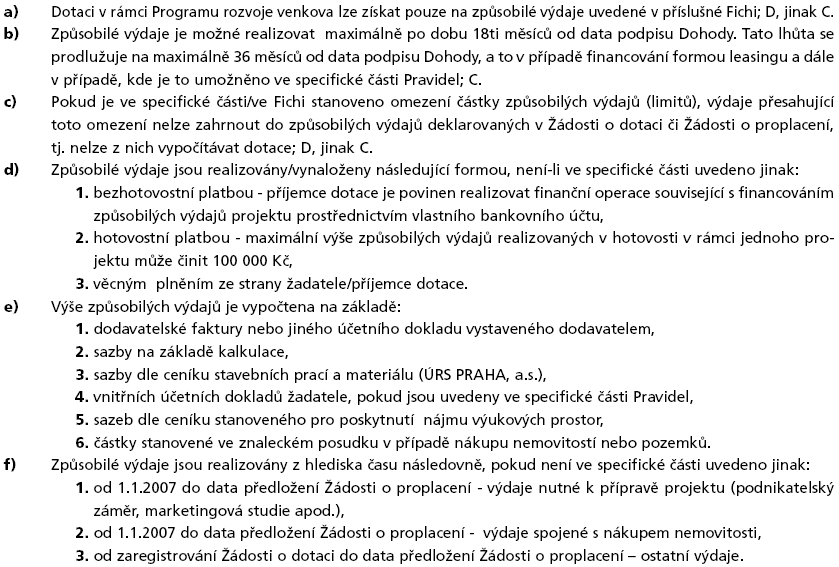 a) Dotaci v rámci Programu rozvoje venkova lze získat pouze na způsobilé výdaje uvedené v příslušné Fichi; D, jinak C.
b) Způsobilé výdaje je možné realizovat maximálně po dobu 18ti měsíců od data podpisu Dohody. Tato lhůta se
prodlužuje na maximálně 36 měsíců od data podpisu Dohody, a to v případě financování formou leasingu a dále
v případě, kde je to umožněno ve specifické části Pravidel; C.
c) Pokud je ve specifické části/ve Fichi stanoveno omezení částky způsobilých výdajů (limitů), výdaje přesahující
toto omezení nelze zahrnout do způsobilých výdajů deklarovaných v Žádosti o dotaci či Žádosti o proplacení,
tj. nelze z nich vypočítávat dotace; D, jinak C.
d) Způsobilé výdaje jsou realizovány/vynaloženy následující formou, není-li ve specifické části uvedeno jinak:
1. bezhotovostní platbou - příjemce dotace je povinen realizovat finanční operace související s financováním
způsobilých výdajů projektu prostřednictvím vlastního bankovního účtu,
2. hotovostní platbou - maximální výše způsobilých výdajů realizovaných v hotovosti v rámci jednoho pro-
jektu může činit 100 000 Kč,
3. věcným plněním ze strany žadatele/příjemce dotace.
e) Výše způsobilých výdajů je vypočtena na základě:
1. dodavatelské faktury nebo jiného účetního dokladu vystaveného dodavatelem,
2. sazby na základě kalkulace,
3. sazby dle ceníku stavebních prací a materiálu (ÚRS PRAHA, a.s.),
4. vnitřních účetních dokladů žadatele, pokud jsou uvedeny ve specifické části Pravidel,
5. sazeb dle ceníku stanoveného pro poskytnutí nájmu výukových prostor,
6. částky stanovené ve znaleckém posudku v případě nákupu nemovitostí nebo pozemků.
f) Způsobilé výdaje jsou realizovány z hlediska času následovně, pokud není ve specifické části uvedeno jinak:
1. od 1.1.2007 do data předložení Žádosti o proplacení - výdaje nutné k přípravě projektu (podnikatelský
záměr, marketingová studie apod.),
2. od 1.1.2007 do data předložení Žádosti o proplacení - výdaje spojené s nákupem nemovitosti,
3. od zaregistrování Žádosti o dotaci do data předložení Žádosti o proplacení – ostatní výdaje.